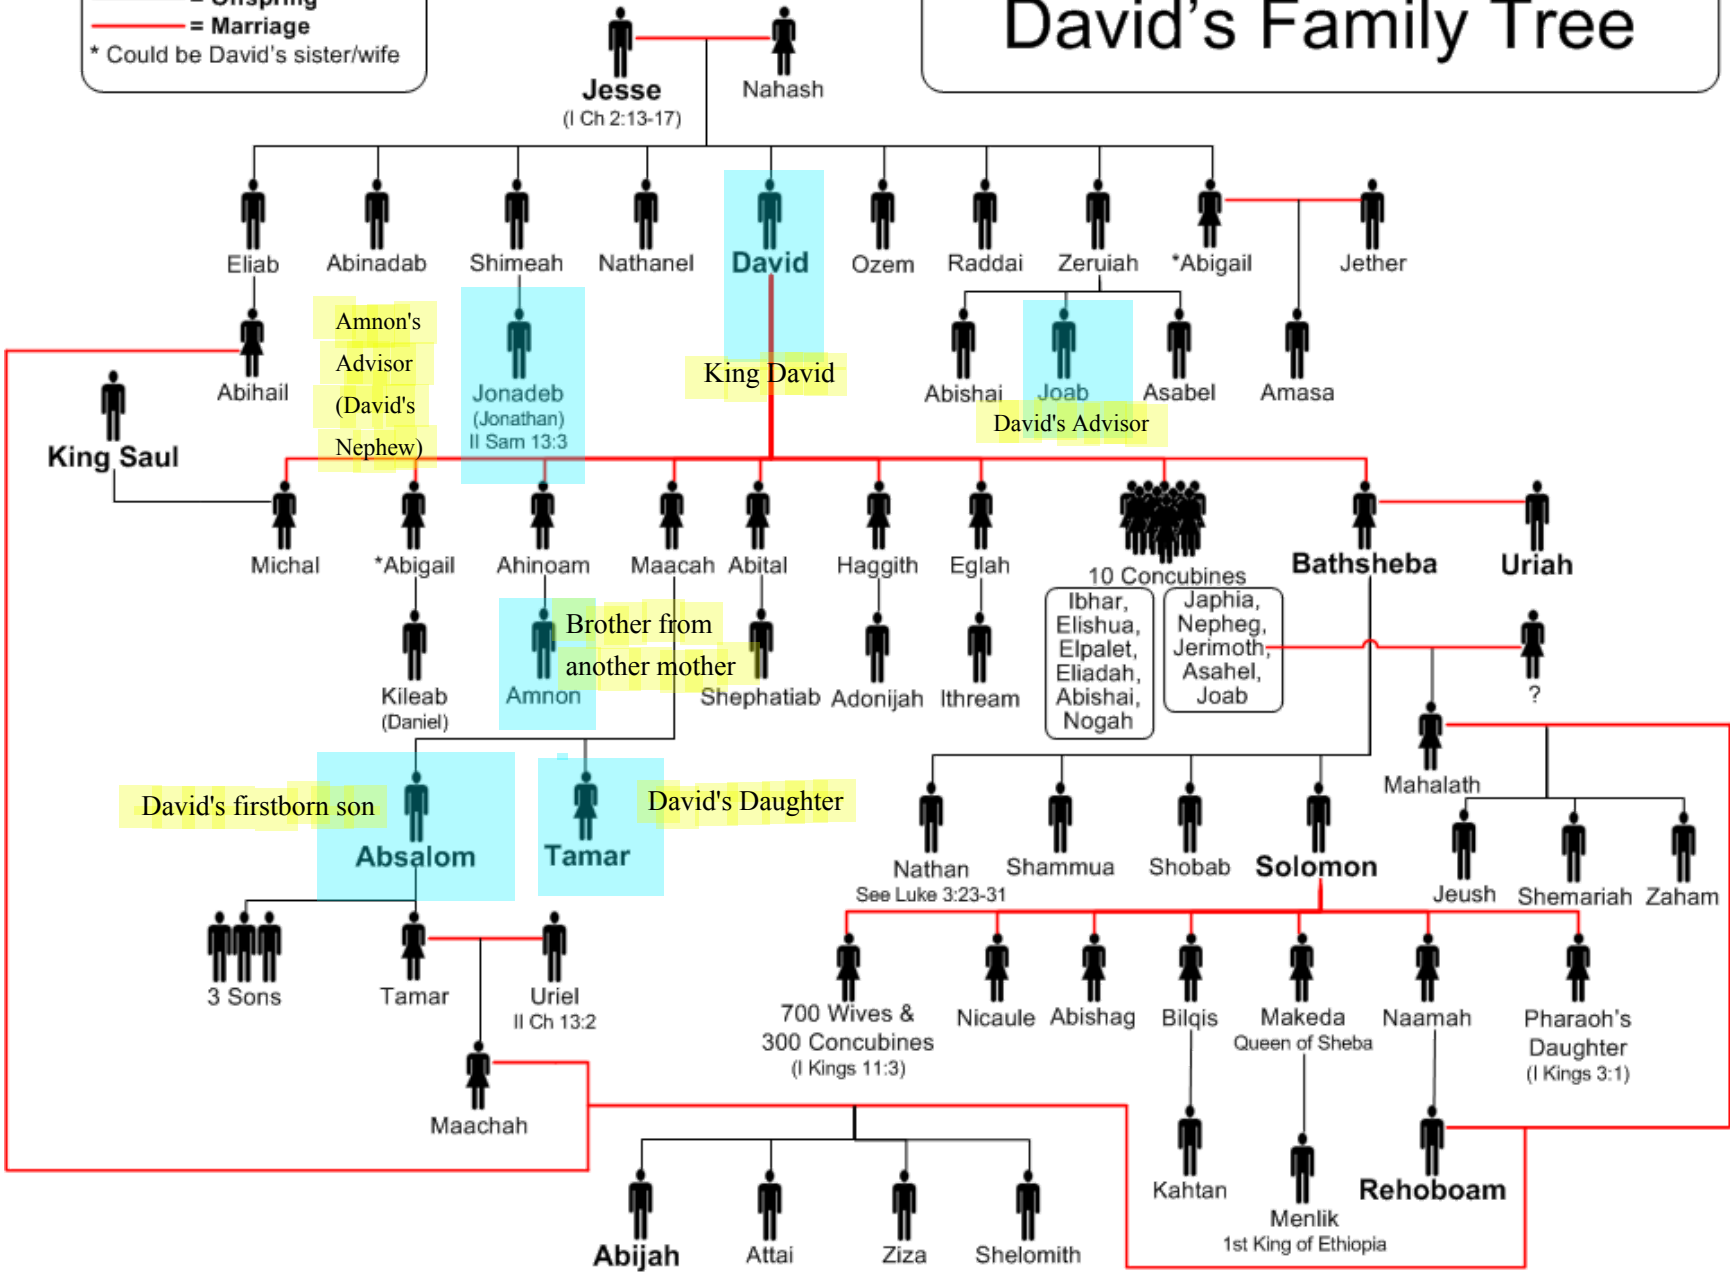 = Offspring
= Marriage
* Could be David's sister/wife
David's Family Tree
Jesse
(I Ch 2:13-17)
Nahash
Eliab
Abinadab
Shimeah
Nathanel
David
Ozem
Raddai
Zeruiah
*Abigail
Jether
Abihail
Amnon's
Advisor
(David's
Nephew)
Jonadeb
(Jonathan)
II Sam 13:3
King David
Abishai
Joab
Asabel
Amasa
David's Advisor
King Saul
Michal
*Abigail
Ahinoam
Maacah
Abital
Haggith
Eglah
10 Concubines
Ibhar,
Elishua,
Elpalet,
Eliadah,
Abishai,
Nogah
Japhia,
Nepheg,
Jerimoth,
Asahel,
Joab
Bathsheba
Uriah
Kileab
(Daniel)
Amnon
Brother from
another mother
Shephatiab
Adonijah
Ithream
?
Mahalath
David's firstborn son
Absalom
Tamar
David's Daughter
Nathan
See Luke 3:23-31
Shammua
Shobab
Solomon
Jeush
Shemariah
Zaham
3 Sons
Tamar
Uriel
II Ch 13:2
700 Wives &
300 Concubines
(I Kings 11:3)
Nicaule
Abishag
Bilqis
Makeda
Queen of Sheba
Naamah
Pharaoh's
Daughter
(I Kings 3:1)
Maachah
Kahtan
Menlik
1st King of Ethiopia
Rehoboam
Abijah
Attai
Ziza
Shelomith